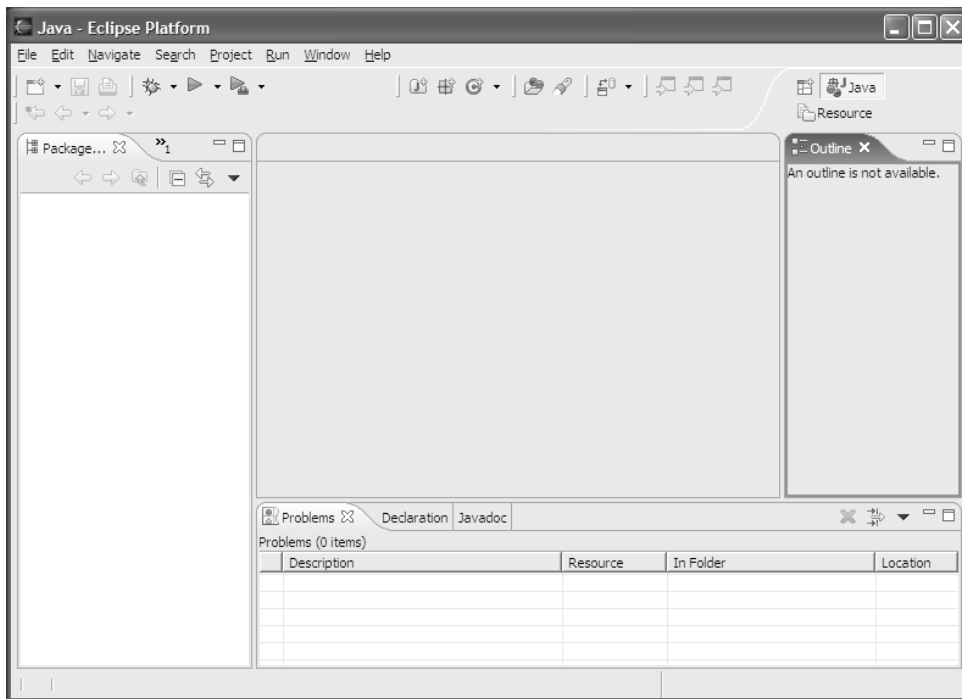 Java - Eclipse Platform
File Edit Navigate Search Project Run Window Help
Java
Resource
Package... »1
Outline
An outline is not available.
Problems Declaration Javadoc
Problems (0 items)
Description Resource In Folder Location